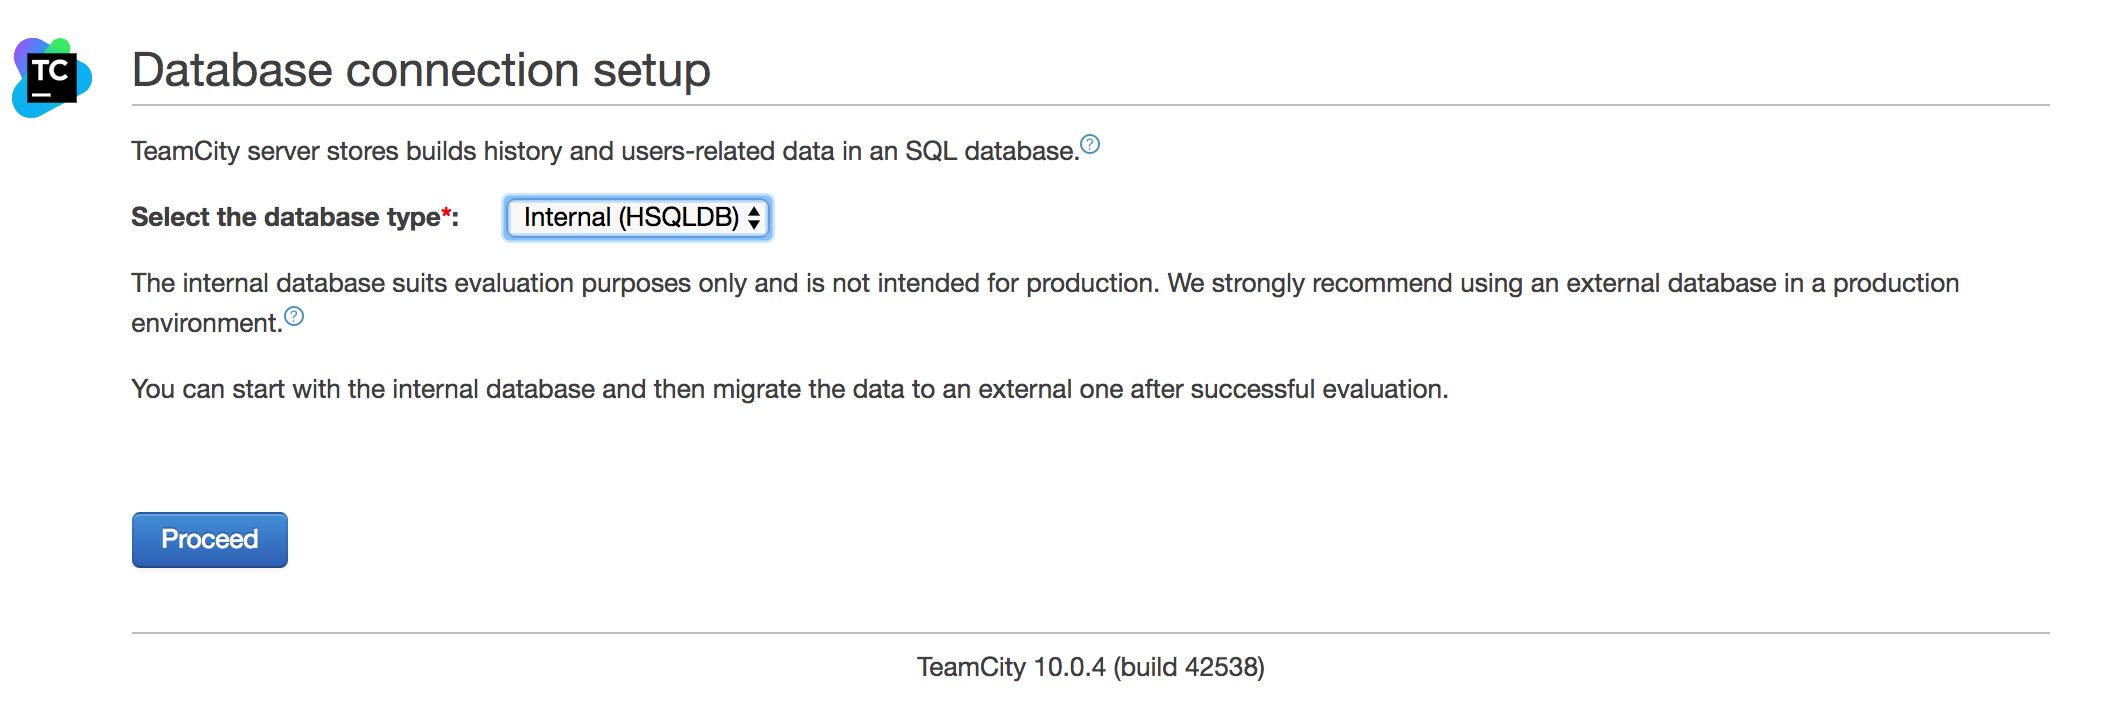 TC
Database connection setup
TeamCity server stores builds history and users-related data in an SQL database.?
Select the database type*: Internal (HSQLDB)
The internal database suits evaluation purposes only and is not intended for production. We strongly recommend using an external database in a production
environment.?
You can start with the internal database and then migrate the data to an external one after successful evaluation.
Proceed
TeamCity 10.0.4 (build 42538)